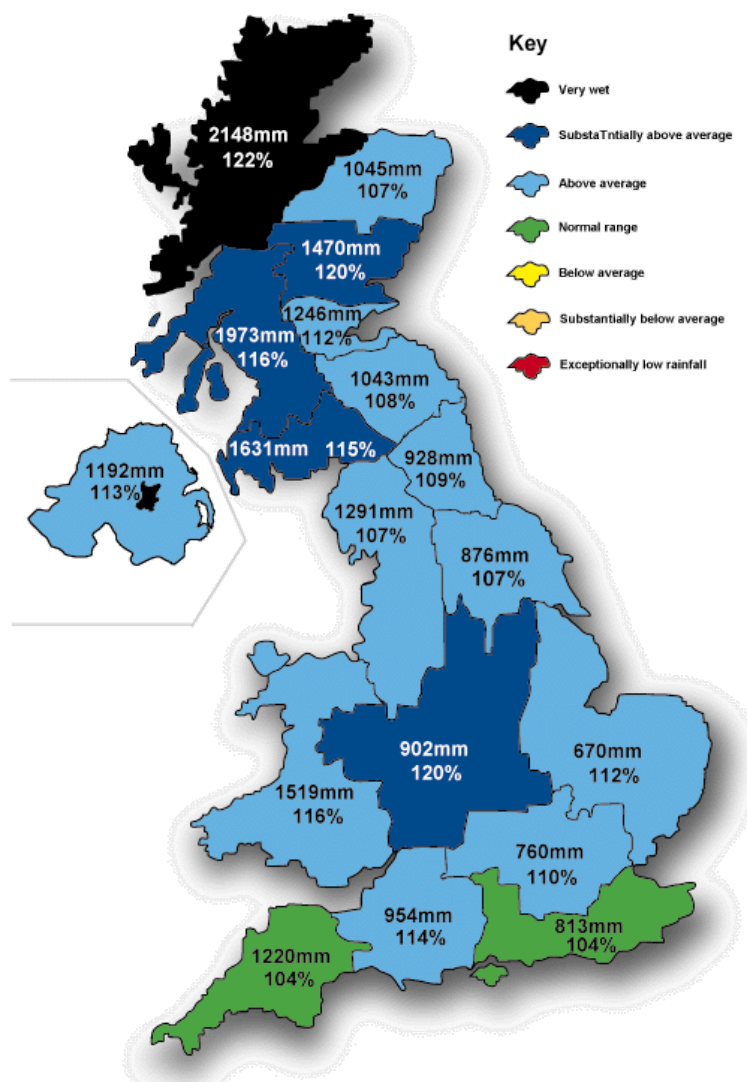 Key
Very wet
SubstaTntially above average
Above average
Normal range
Below average
Substantially below average
Exceptionally low rainfall
2148mm
122%
1045mm
107%
1470mm
120%
1246mm
112%
1973mm
116%
1043mm
108%
1631mm 115%
928mm
109%
1192mm
113%
1291mm
107%
876mm
107%
902mm
120%
670mm
112%
1519mm
116%
760mm
110%
954mm
114%
813mm
104%
1220mm
104%